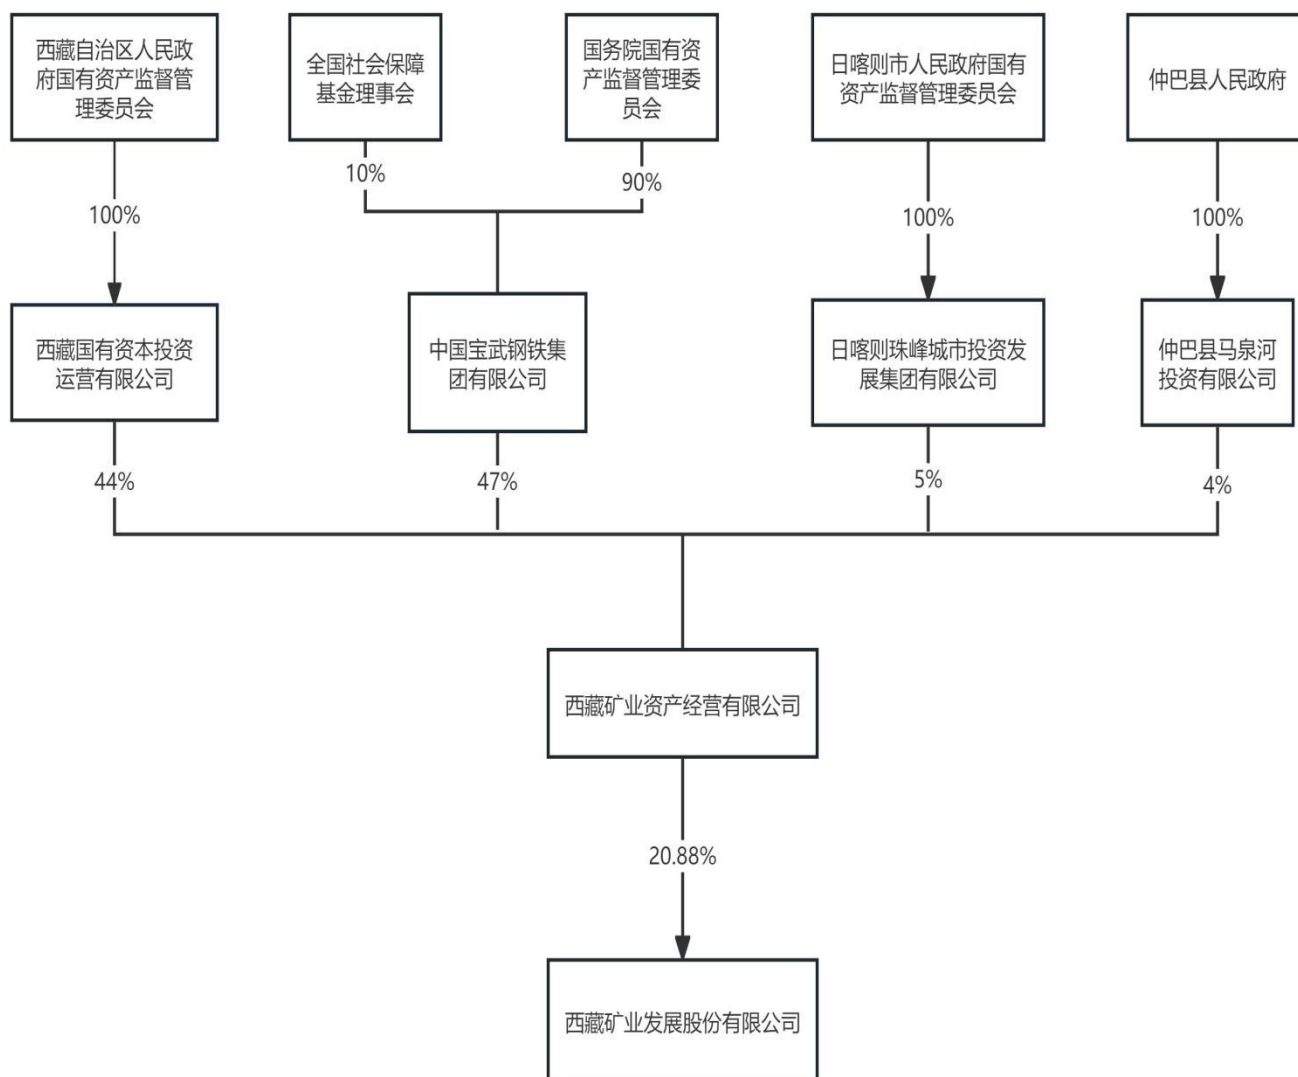 西藏自治区人民政
府国有资产监督管
理委员会
全国社会保障
基金理事会
国务院国有资
产监督管理委
员会
日喀则市人民政府国有
资产监督管理委员会
仲巴县人民政府
10%
90%
100%
100%
100%
西藏国有资本投资
运营有限公司
中国宝武钢铁集
团有限公司
日喀则珠峰城市投资发
展集团有限公司
仲巴县马泉河
投资有限公司
44%
47%
5%
4%
西藏矿业资产经营有限公司
20.88%
西藏矿业发展股份有限公司